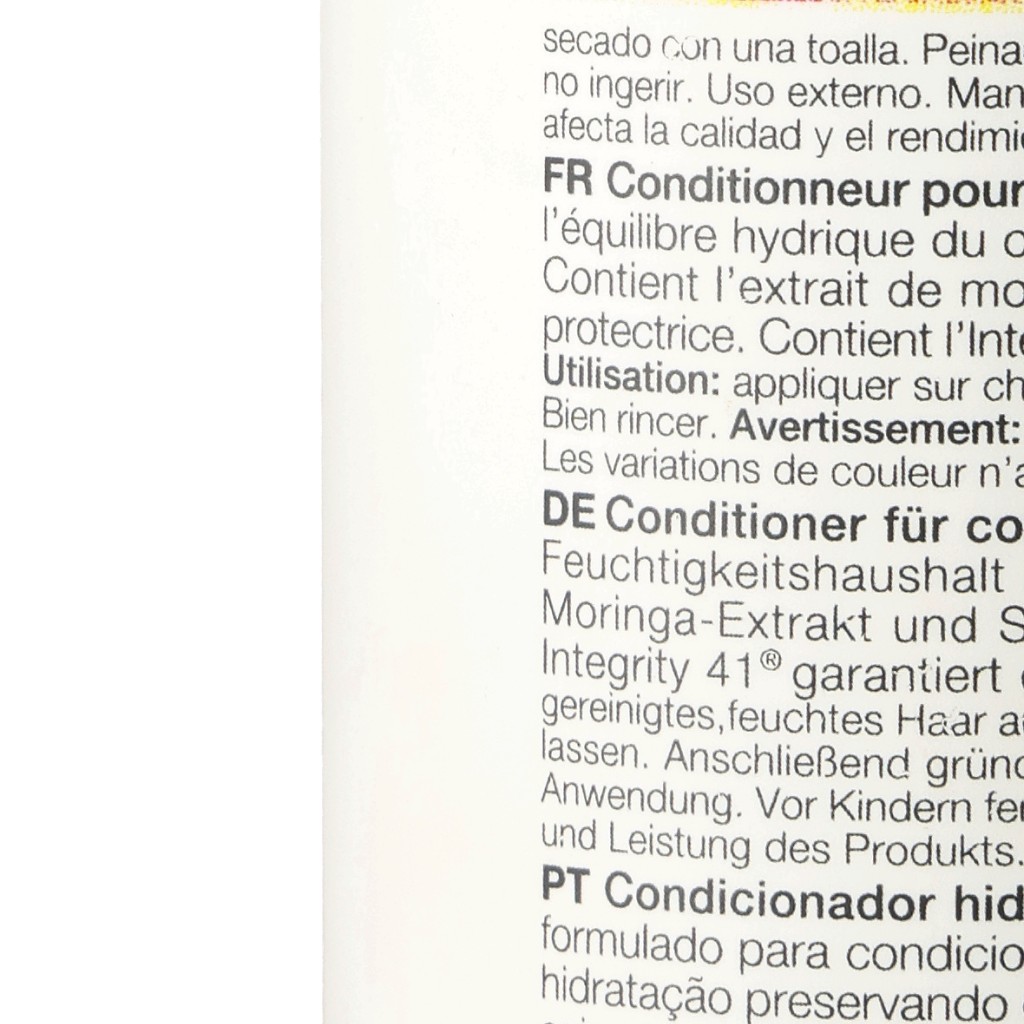 secado con una toalla. Peina
no ingerir. Uso externo. Man
afecta la calidad y el rendimi
FR Conditionneur pour
l'équilibre hydrique du c
Contient l'extrait de mo
protectrice. Contient l'Int
Utilisation: appliquer sur ch
Bien rincer. Avertissement:
Les variations de couleur n'a
DE Conditioner für co
Feuchtigkeitshaushalt
Moringa-Extrakt und S
Integrity 41® garantiert
gereinigtes,feuchtes Haar a
lassen. Anschließend gründ
Anwendung. Vor Kindern fer
und Leistung des Produkts.
PT Condicionador hid
formulado para condicio
hidratação preservando